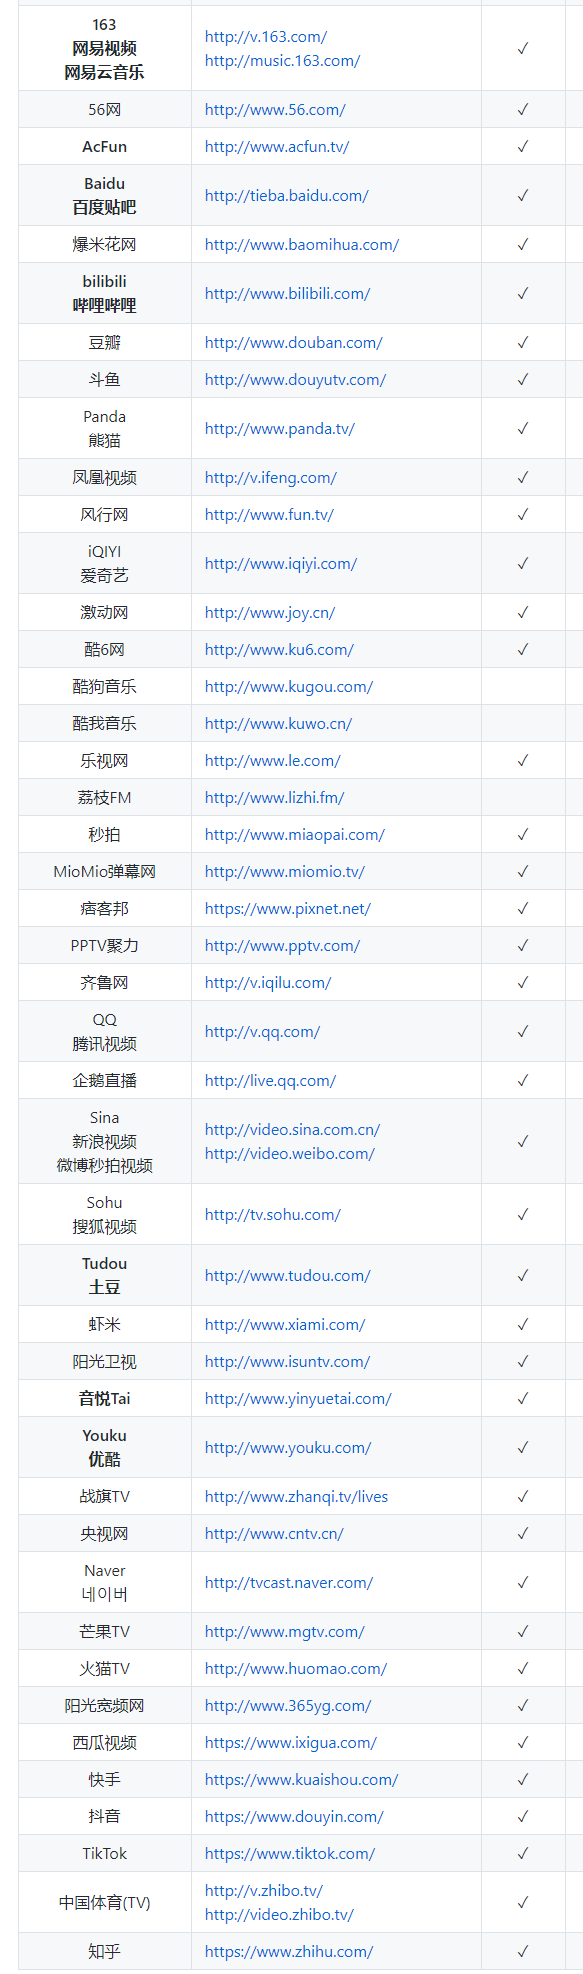 163
网易视频
网易云音乐
http://v.163.com/
http://music.163.com/
✓
56网 http://www.56.com/ ✓
AcFun http://www.acfun.tv/ ✓
Baidu
百度贴吧
http://tieba.baidu.com/ ✓
爆米花网 http://www.baomihua.com/ ✓
bilibili
哔哩哔哩
http://www.bilibili.com/ ✓
豆瓣 http://www.douban.com/ ✓
斗鱼 http://www.douyutv.com/ ✓
Panda
熊猫
http://www.panda.tv/ ✓
凤凰视频 http://v.ifeng.com/ ✓
风行网 http://www.fun.tv/ ✓
iQIYI
爱奇艺
http://www.iqiyi.com/ ✓
激动网 http://www.joy.cn/ ✓
酷6网 http://www.ku6.com/ ✓
酷狗音乐 http://www.kugou.com/
酷我音乐 http://www.kuwo.cn/
乐视网 http://www.le.com/ ✓
荔枝FM http://www.lizhi.fm/
秒拍 http://www.miaopai.com/ ✓
MioMio弹幕网 http://www.miomio.tv/ ✓
痞客邦 https://www.pixnet.net/ ✓
PPTV聚力 http://www.pptv.com/ ✓
齐鲁网 http://v.iqilu.com/ ✓
QQ
腾讯视频
http://v.qq.com/ ✓
企鹅直播 http://live.qq.com/ ✓
Sina
新浪视频
微博秒拍视频
http://video.sina.com.cn/
http://video.weibo.com/
✓
Sohu
搜狐视频
http://tv.sohu.com/ ✓
Tudou
土豆
http://www.tudou.com/ ✓
虾米 http://www.xiami.com/ ✓
阳光卫视 http://www.isuntv.com/ ✓
音悦Tai http://www.yinyuetai.com/ ✓
Youku
优酷
http://www.youku.com/ ✓
战旗TV http://www.zhanqi.tv/lives ✓
央视网 http://www.cntv.cn/ ✓
Naver
네이버
http://tvcast.naver.com/ ✓
芒果TV http://www.mgtv.com/ ✓
火猫TV http://www.huomao.com/ ✓
阳光宽频网 http://www.365yg.com/ ✓
西瓜视频 https://www.ixigua.com/ ✓
快手 https://www.kuaishou.com/ ✓
抖音 https://www.douyin.com/ ✓
TikTok https://www.tiktok.com/ ✓
中国体育(TV)
http://v.zhibo.tv/
http://video.zhibo.tv/
✓
知乎 https://www.zhihu.com/ ✓